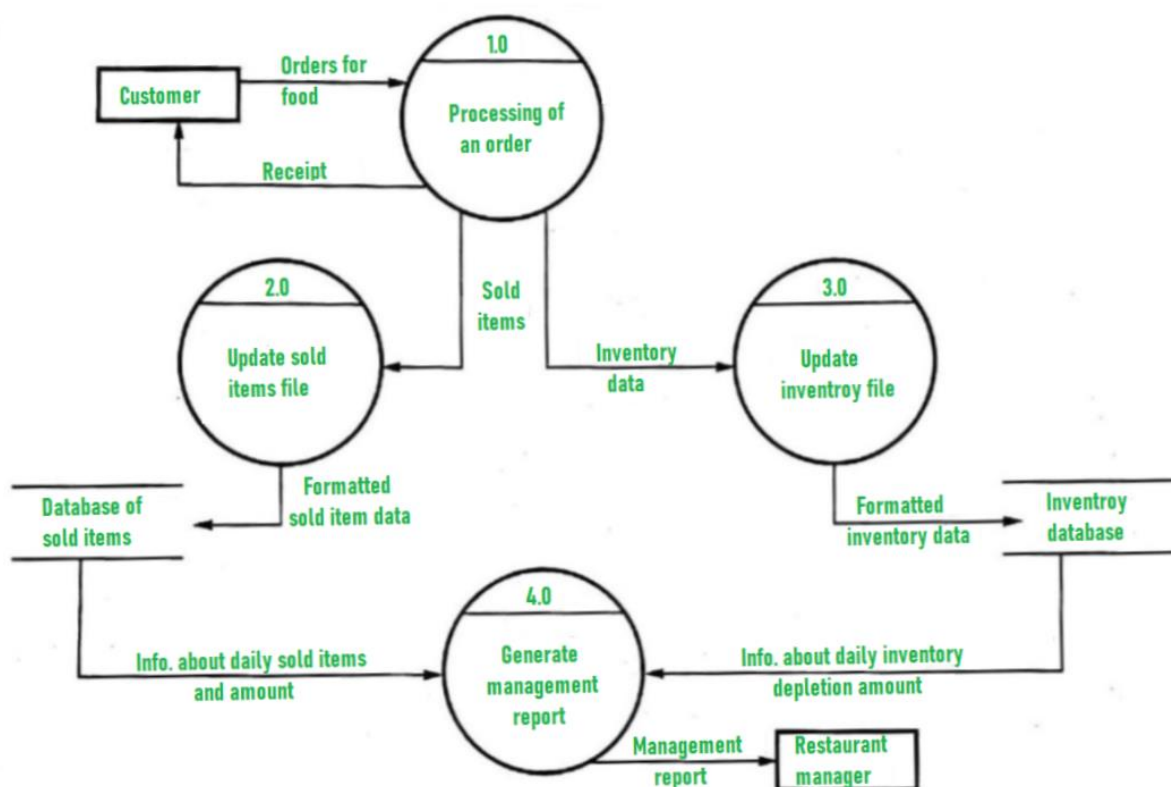 1.0
Customer
Orders for
food
Processing of
an order
Receipt
2.0
Sold
items
3.0
Update sold
items file
Inventory
data
Update
inventroy file
Database of
sold items
Formatted
sold item data
Formatted
inventory data
Inventroy
database
4.0
Info. about daily sold items
and amount
Generate
management
report
Info. about daily inventory
depletion amount
Management
report
Restaurant
manager